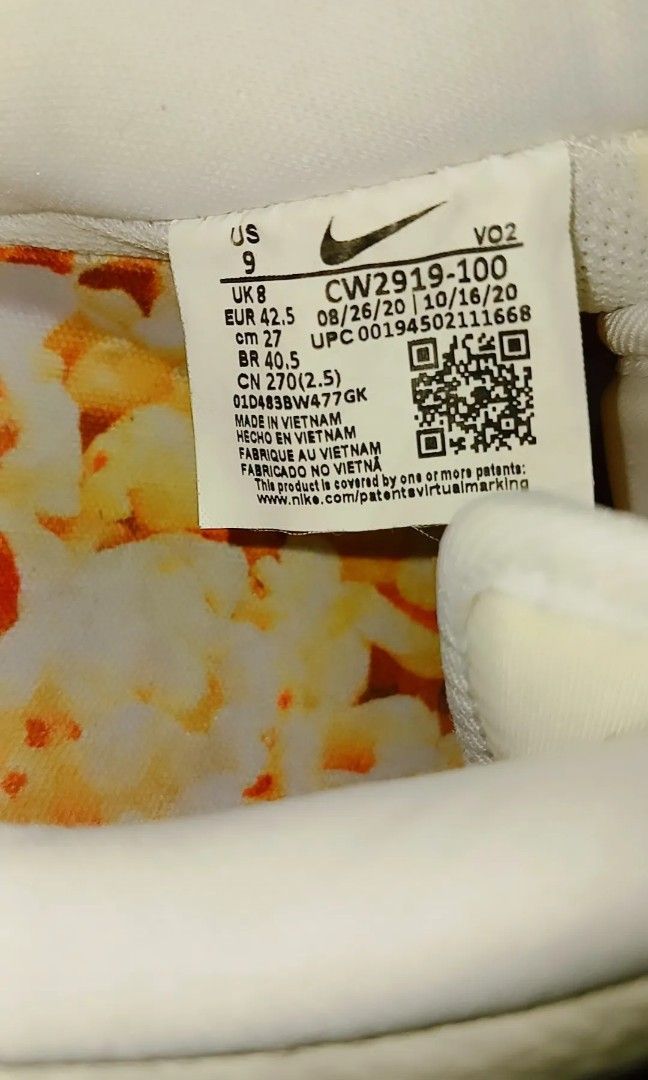 US
9
VO2
CW2919-100
08/26/20 | 10/16/20
UPC 00194502111668
UK 8
EUR 42.5
cm 27
BR 40.5
CN 270(2.5)
01D483BW477GK
MADE IN VIETNAM
HECHO EN VIETNAM
FABRIQUE AU VIETNAM
FABRICADO NO VIETNÃ
This product is covered by one or more patents:
www.nike.com/patentsvirtualmarking